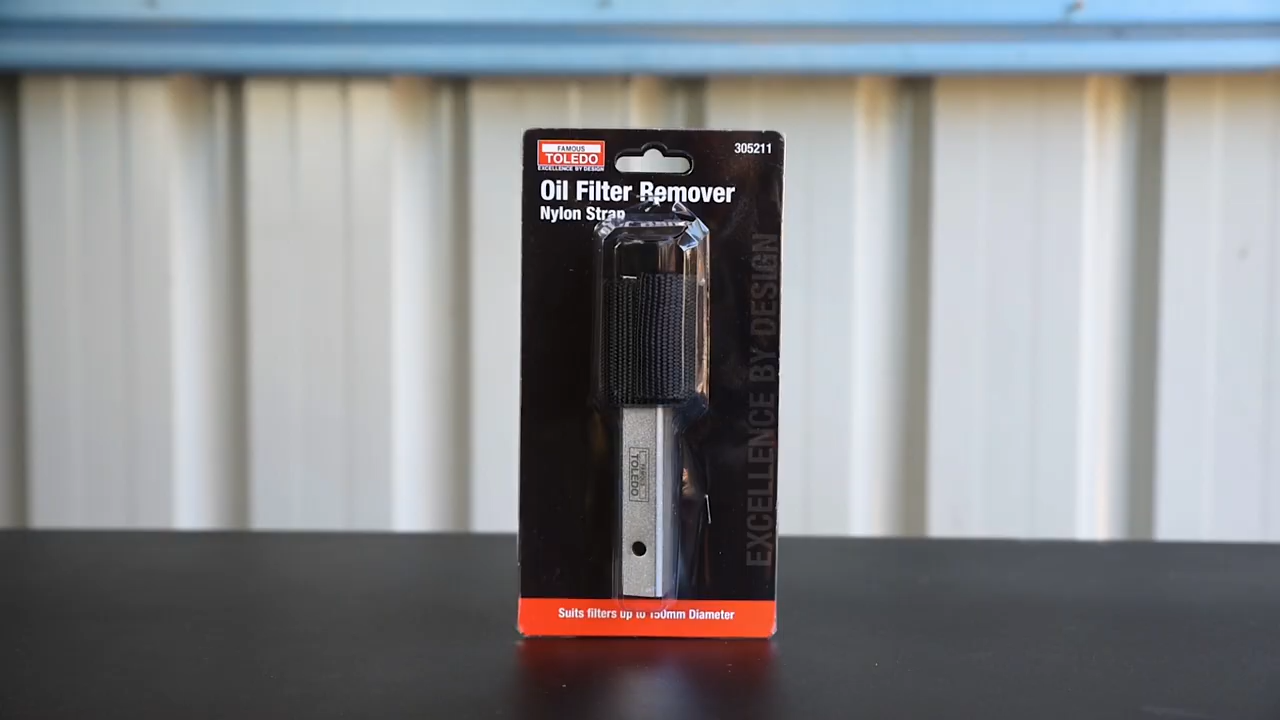 FAMOUS
TOLEDO
EXCELLENCE BY DESIGN
305211
Oil Filter Remover
Nylon Strap
EXCELLENCE BY DESIGN
TOLEDO
Suits filters up to 150mm Diameter